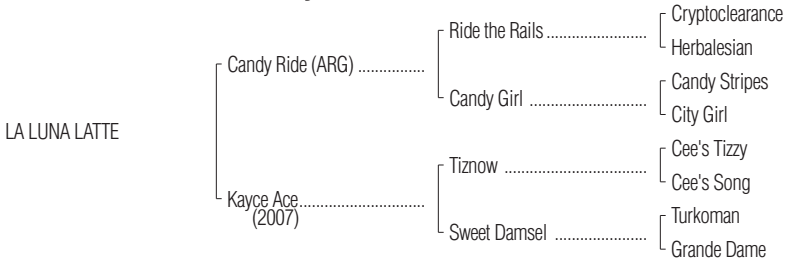 Cryptoclearance
Ride the Rails ........................
Herbalesian
Candy Ride (ARG) ................
Candy Stripes
Candy Girl ............................
City Girl
LA LUNA LATTE
Cee's Tizzy
Tiznow ..................................
Cee's Song
Kayce Ace..............................
(2007)
Turkoman
Sweet Damsel ......................
Grande Dame